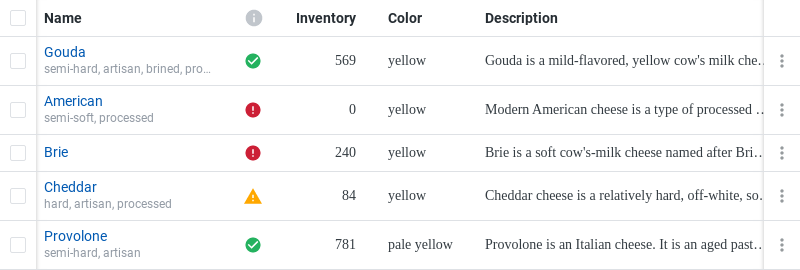 Name Inventory Color Description
Gouda 569 yellow Gouda is a mild-flavored, yellow cow's milk che..
semi-hard, artisan, brined, pro...
American 0 yellow Modern American cheese is a type of processed ..
semi-soft, processed
Brie 240 yellow Brie is a soft cow's-milk cheese named after Bri..
Cheddar 84 yellow Cheddar cheese is a relatively hard, off-white, so..
hard, artisan, processed
Provolone 781 pale yellow Provolone is an Italian cheese. It is an aged past..
semi-hard, artisan